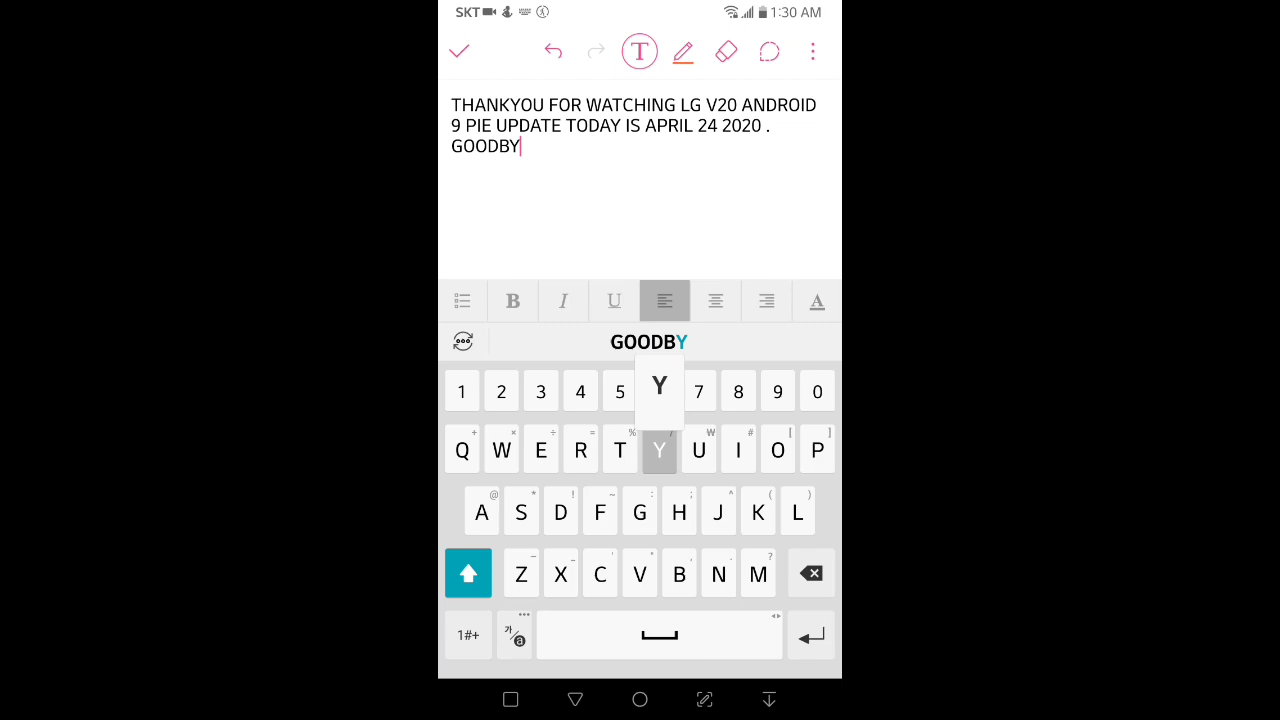 SKT 1:30 AM
T
THANKYOU FOR WATCHING LG V20 ANDROID
9 PIE UPDATE TODAY IS APRIL 24 2020 .
GOODBY
B I U A
GOODBY
Y
1 2 3 4 5 7 8 9 0
+ × ÷ = % / ₩ # [ ]
Q W E R T Y U I O P
@ * ! ~ : ; ^ ( )
A S D F G H J K L
– _ ' " , . ?
Z X C V B N M
1#+ 가/a